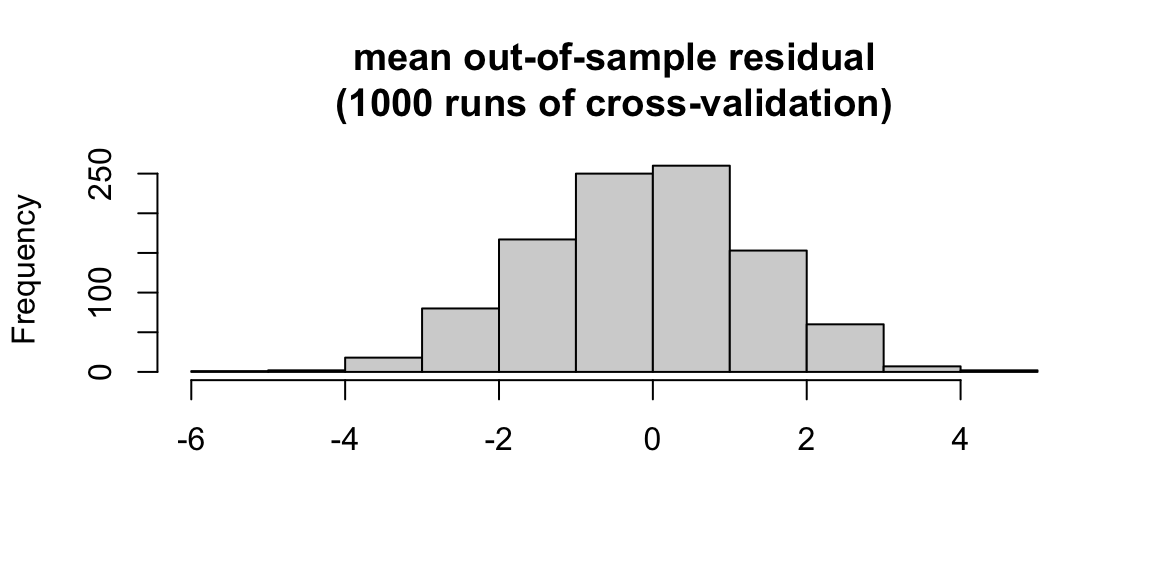 mean out-of-sample residual
(1000 runs of cross-validation)
Frequency
250
100
0
-6 -4 -2 0 2 4